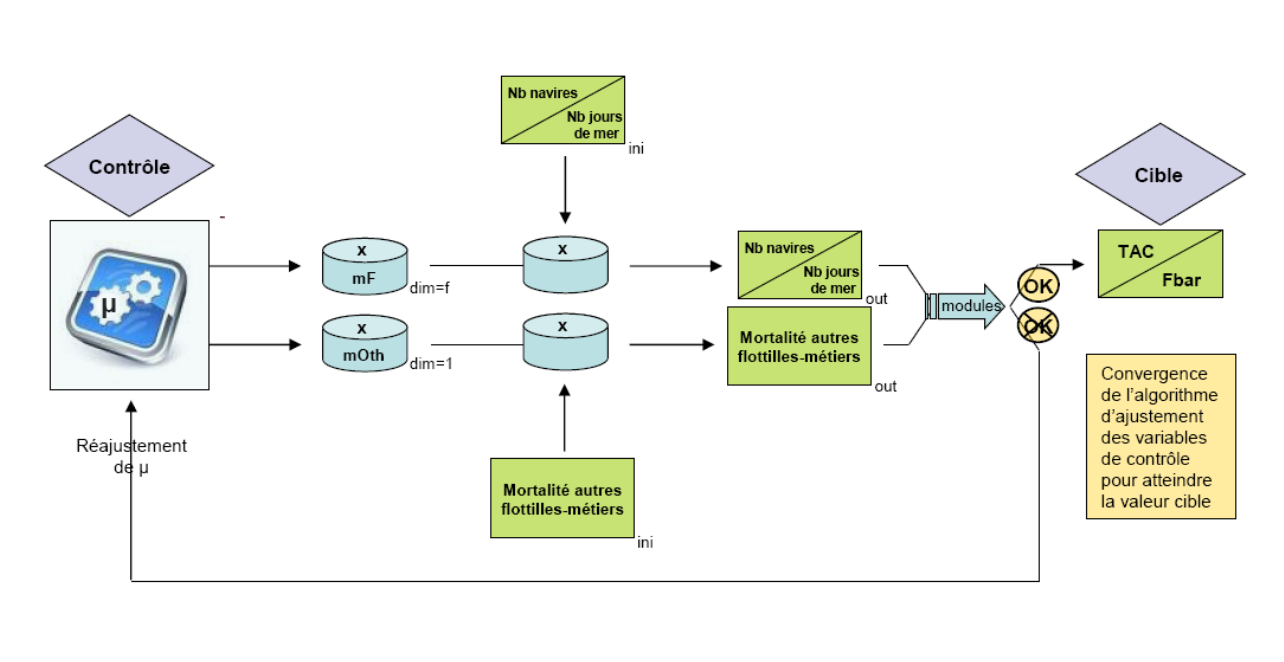 Nb navires
Nb jours
de mer
ini
Contrôle
Cible
-
µ
x
mF
dim=f
x
Nb navires
Nb jours
de mer
out
TAC
Fbar
OK
modules
OK
x
mOth
dim=1
x
Mortalité autres
flottilles-métiers
out
Convergence
de l’algorithme
d’ajustement
des variables
de contrôle
pour atteindre
la valeur cible
Réajustement
de µ
Mortalité autres
flottilles-métiers
ini